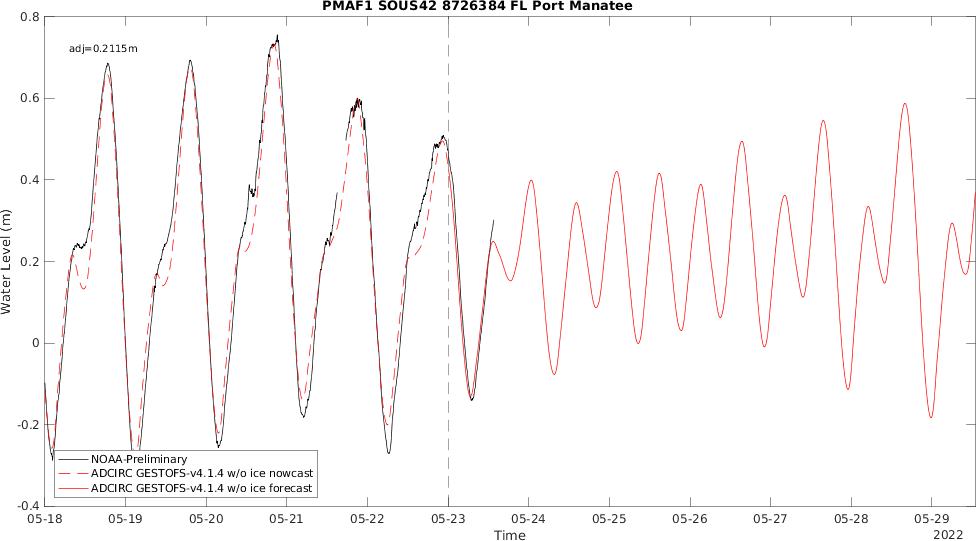 PMAF1 SOUS42 8726384 FL Port Manatee
adj=0.2115m
0.8
0.6
0.4
0.2
0
-0.2
-0.4
Water Level (m)
NOAA-Preliminary
ADCIRC GESTOFS-v4.1.4 w/o ice nowcast
ADCIRC GESTOFS-v4.1.4 w/o ice forecast
05-18 05-19 05-20 05-21 05-22 05-23 05-24 05-25 05-26 05-27 05-28 05-29
Time
2022